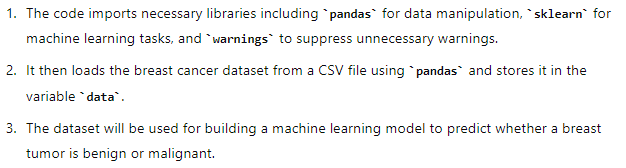 1. The code imports necessary libraries including `pandas` for data manipulation, `sklearn` for
machine learning tasks, and `warnings` to suppress unnecessary warnings.
2. It then loads the breast cancer dataset from a CSV file using `pandas` and stores it in the
variable `data`.
3. The dataset will be used for building a machine learning model to predict whether a breast
tumor is benign or malignant.